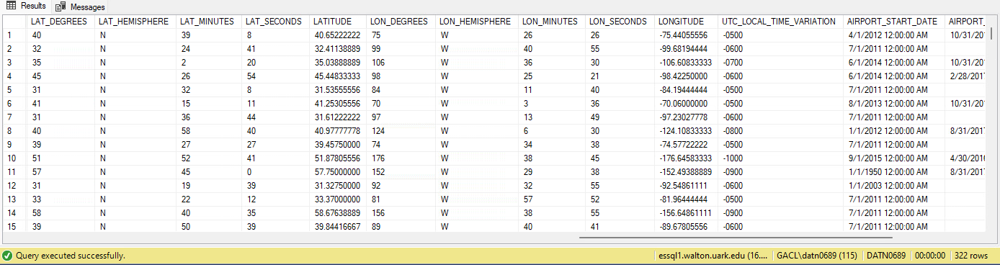 Results Messages
LAT_DEGREES LAT_HEMISPHERE LAT_MINUTES LAT_SECONDS LATITUDE LON_DEGREES LON_HEMISPHERE LON_MINUTES LON_SECONDS LONGITUDE UTC_LOCAL_TIME_VARIATION AIRPORT_START_DATE AIRPORT_
1 40 N 39 8 40.65222222 75 W 26 26 -75.44055556 -0500 4/1/2012 12:00:00 AM 10/31/201
2 32 N 24 41 32.41138889 99 W 40 55 -99.68194444 -0600 7/1/2011 12:00:00 AM
3 35 N 2 20 35.03888889 106 W 36 30 -106.60833333 -0700 6/1/2014 12:00:00 AM 10/31/201
4 45 N 26 54 45.44833333 98 W 25 21 -98.42250000 -0600 6/1/2014 12:00:00 AM 2/28/2017
5 31 N 32 8 31.53555556 84 W 11 40 -84.19444444 -0500 7/1/2011 12:00:00 AM
6 41 N 15 11 41.25305556 70 W 3 36 -70.06000000 -0500 8/1/2013 12:00:00 AM 10/31/201
7 31 N 36 44 31.61222222 97 W 13 49 -97.23027778 -0600 7/1/2011 12:00:00 AM
8 40 N 58 40 40.97777778 124 W 6 30 -124.10833333 -0800 1/1/2012 12:00:00 AM 8/31/2017
9 39 N 27 27 39.45750000 74 W 34 38 -74.57722222 -0500 7/1/2011 12:00:00 AM
10 51 N 52 41 51.87805556 176 W 38 45 -176.64583333 -1000 9/1/2015 12:00:00 AM 4/30/2016
11 57 N 45 0 57.75000000 152 W 29 38 -152.49388889 -0900 1/1/1950 12:00:00 AM 8/31/2017
12 31 N 19 39 31.32750000 92 W 32 55 -92.54861111 -0600 1/1/2003 12:00:00 AM
13 33 N 22 12 33.37000000 81 W 57 52 -81.96444444 -0500 7/1/2011 12:00:00 AM
14 58 N 40 35 58.67638889 156 W 38 55 -156.64861111 -0900 7/1/2011 12:00:00 AM
15 39 N 50 39 39.84416667 89 W 40 41 -89.67805556 -0600 7/1/2011 12:00:00 AM
Query executed successfully. essql1.walton.uark.edu (16.... GACL\datn0689 (115) DATN0689 00:00:00 322 rows